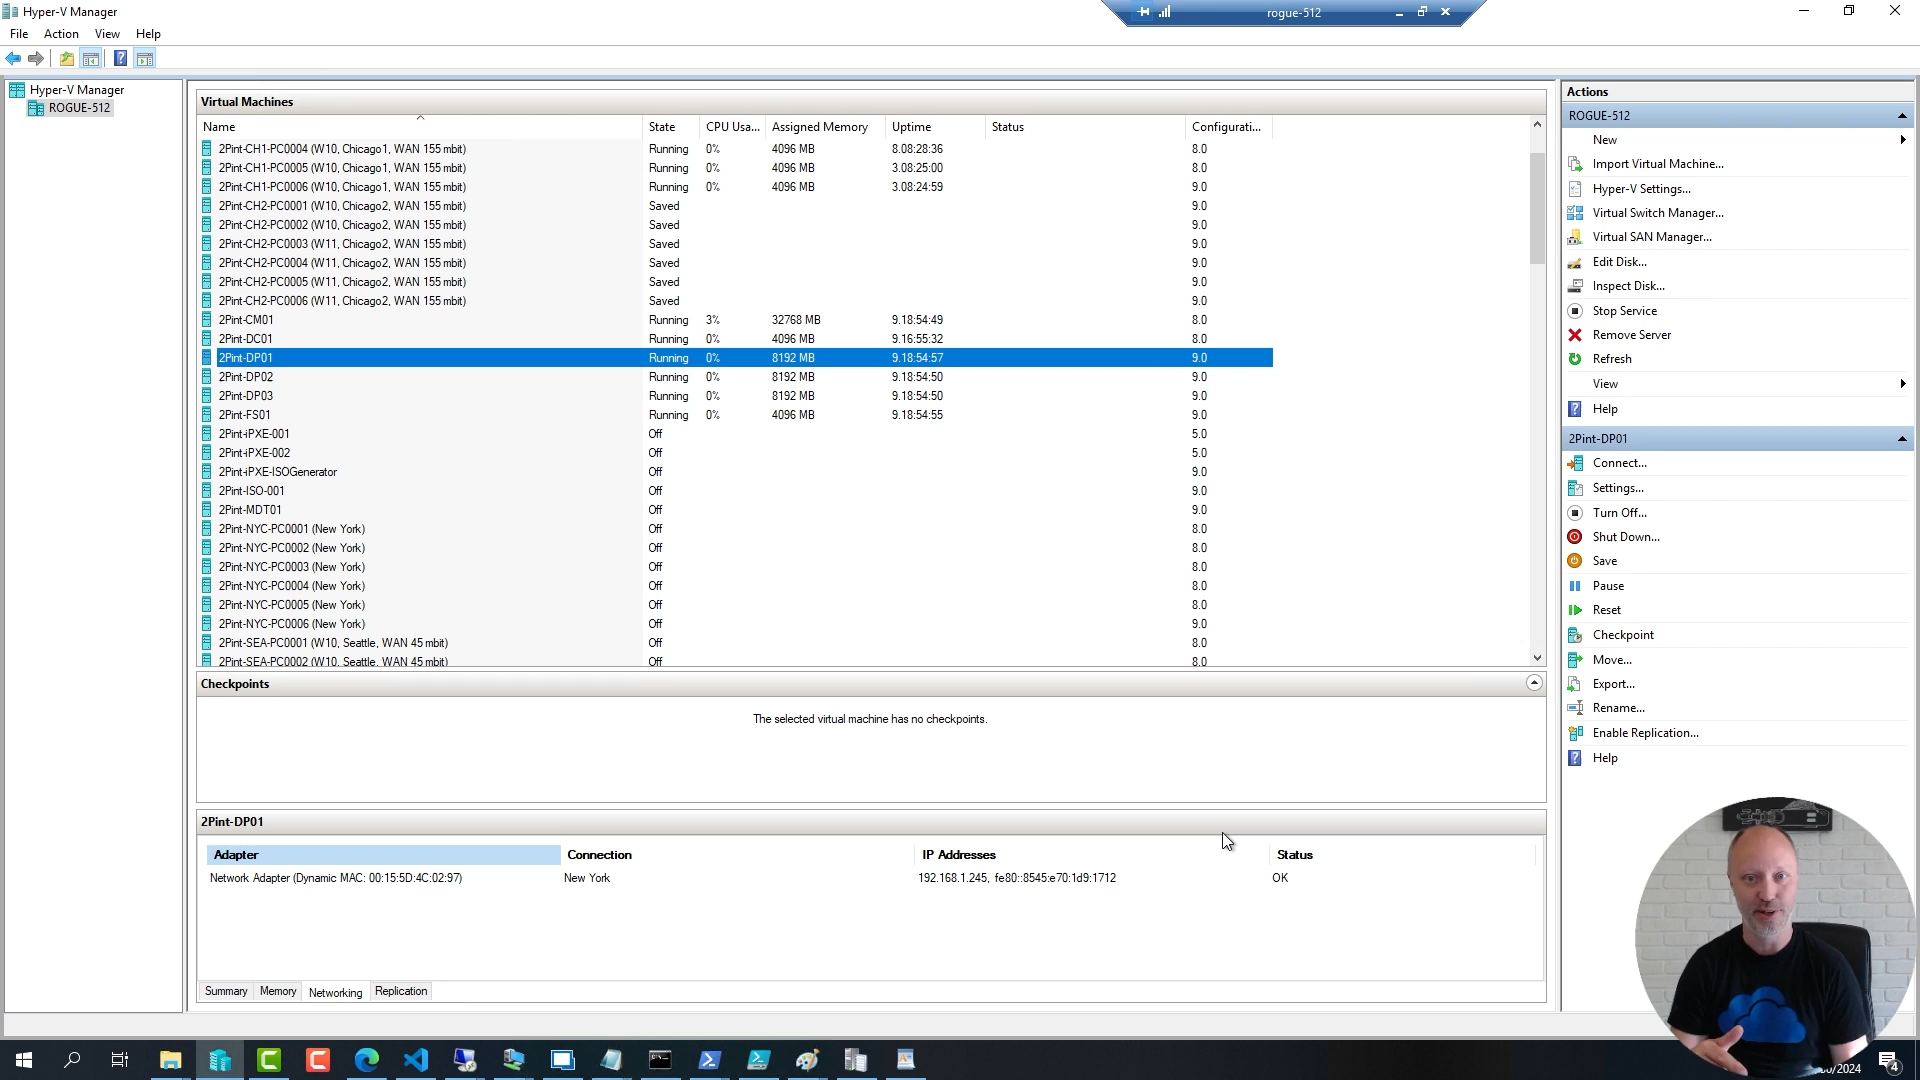 Hyper-V Manager
rogue-512
File Action View Help
Hyper-V Manager
ROGUE-512
Virtual Machines
Name State CPU Usa... Assigned Memory Uptime Status Configurati...
2Pint-CH1-PC0004 (W10, Chicago1, WAN 155 mbit) Running 0% 4096 MB 8.08:28:36 8.0
2Pint-CH1-PC0005 (W10, Chicago1, WAN 155 mbit) Running 0% 4096 MB 3.08:25:00 8.0
2Pint-CH1-PC0006 (W10, Chicago1, WAN 155 mbit) Running 0% 4096 MB 3.08:24:59 9.0
2Pint-CH2-PC0001 (W10, Chicago2, WAN 155 mbit) Saved 9.0
2Pint-CH2-PC0002 (W10, Chicago2, WAN 155 mbit) Saved 9.0
2Pint-CH2-PC0003 (W11, Chicago2, WAN 155 mbit) Saved 9.0
2Pint-CH2-PC0004 (W11, Chicago2, WAN 155 mbit) Saved 9.0
2Pint-CH2-PC0005 (W11, Chicago2, WAN 155 mbit) Saved 9.0
2Pint-CH2-PC0006 (W11, Chicago2, WAN 155 mbit) Saved 9.0
2Pint-CM01 Running 3% 32768 MB 9.18:54:49 8.0
2Pint-DC01 Running 0% 4096 MB 9.16:55:32 8.0
2Pint-DP01 Running 0% 8192 MB 9.18:54:57 9.0
2Pint-DP02 Running 0% 8192 MB 9.18:54:50 9.0
2Pint-DP03 Running 0% 8192 MB 9.18:54:50 9.0
2Pint-FS01 Running 0% 4096 MB 9.18:54:55 9.0
2Pint-iPXE-001 Off 5.0
2Pint-iPXE-002 Off 5.0
2Pint-iPXE-ISOGenerator Off 9.0
2Pint-ISO-001 Off 9.0
2Pint-MDT01 Off 9.0
2Pint-NYC-PC0001 (New York) Off 8.0
2Pint-NYC-PC0002 (New York) Off 8.0
2Pint-NYC-PC0003 (New York) Off 8.0
2Pint-NYC-PC0004 (New York) Off 8.0
2Pint-NYC-PC0005 (New York) Off 8.0
2Pint-NYC-PC0006 (New York) Off 9.0
2Pint-SEA-PC0001 (W10, Seattle, WAN 45 mbit) Off 8.0
2Pint-SEA-PC0002 (W10, Seattle, WAN 45 mbit) Off 8.0
Checkpoints
The selected virtual machine has no checkpoints.
2Pint-DP01
Adapter Connection IP Addresses Status
Network Adapter (Dynamic MAC: 00:15:5D:4C:02:97) New York 192.168.1.245, fe80::8545:e70:1d9:1712 OK
Summary Memory Networking Replication
Actions
ROGUE-512
New
Import Virtual Machine...
Hyper-V Settings...
Virtual Switch Manager...
Virtual SAN Manager...
Edit Disk...
Inspect Disk...
Stop Service
Remove Server
Refresh
View
Help
2Pint-DP01
Connect...
Settings...
Turn Off...
Shut Down...
Save
Pause
Reset
Checkpoint
Move...
Export...
Rename...
Enable Replication...
Help
/2024
4